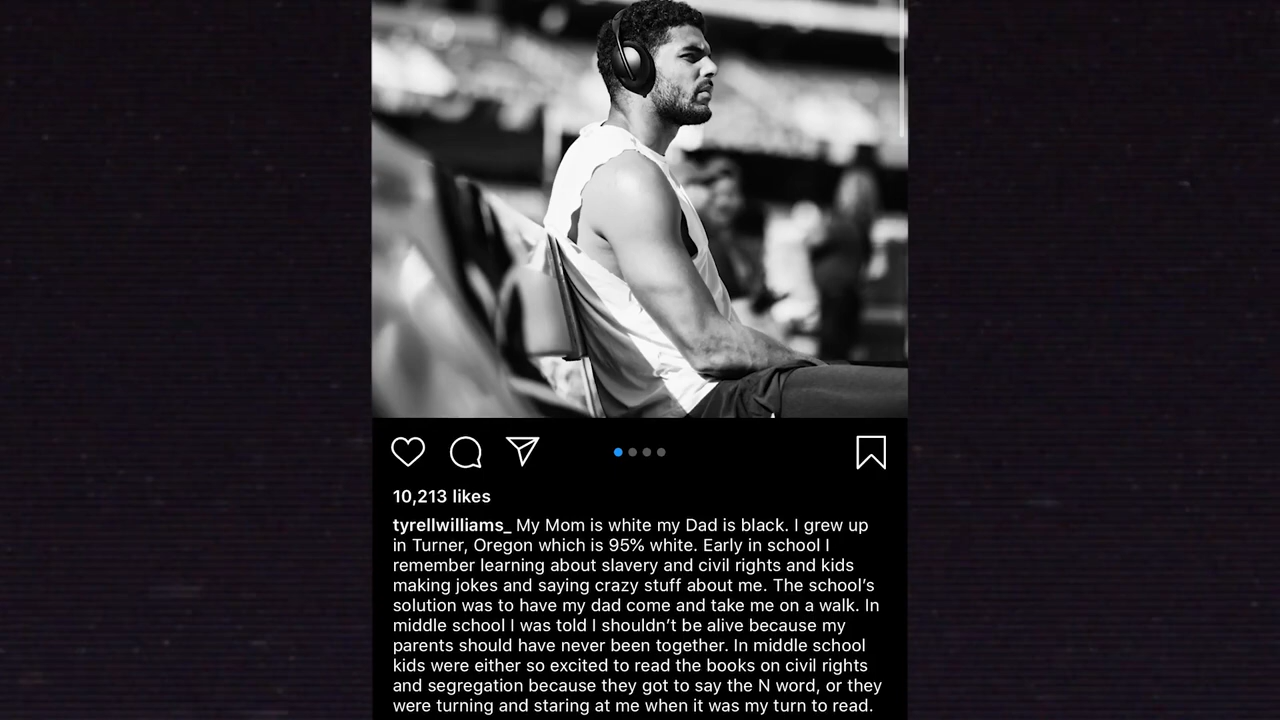 10,213 likes
tyrellwilliams_ My Mom is white my Dad is black. I grew up
in Turner, Oregon which is 95% white. Early in school I
remember learning about slavery and civil rights and kids
making jokes and saying crazy stuff about me. The school’s
solution was to have my dad come and take me on a walk. In
middle school I was told I shouldn’t be alive because my
parents should have never been together. In middle school
kids were either so excited to read the books on civil rights
and segregation because they got to say the N word, or they
were turning and staring at me when it was my turn to read.